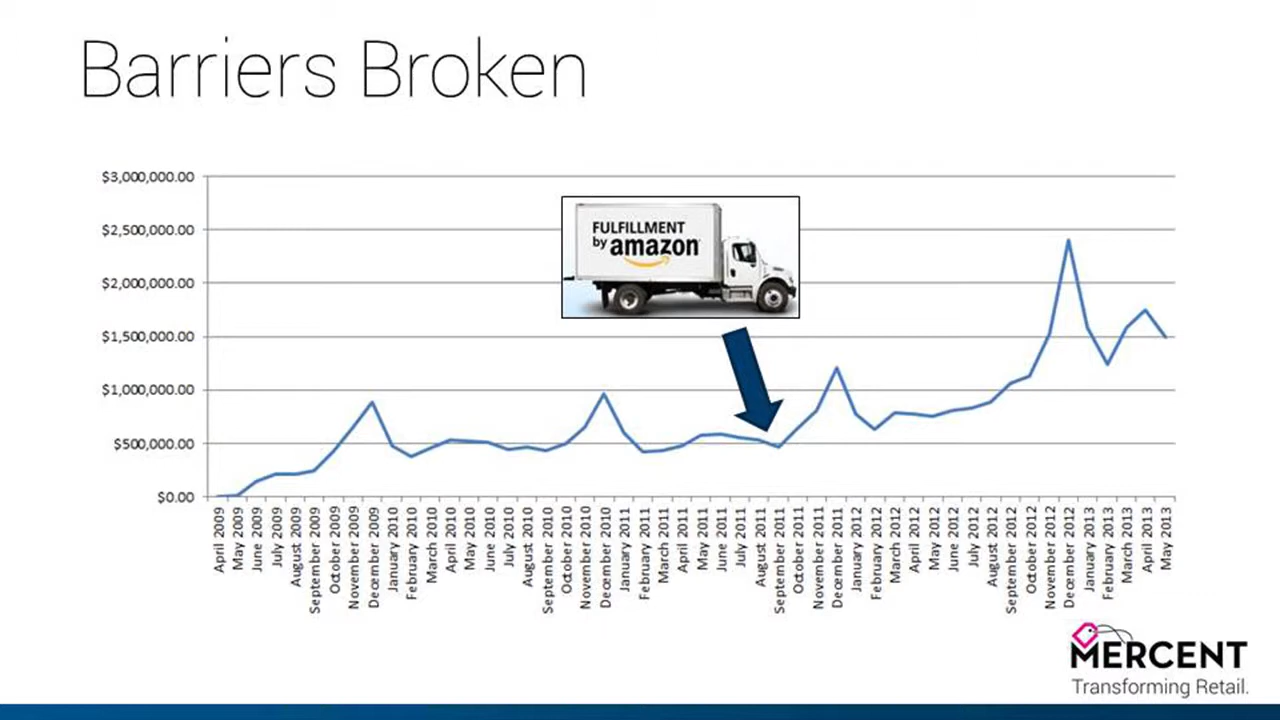 Barriers Broken
$3,000,000.00
$2,500,000.00
$2,000,000.00
$1,500,000.00
$1,000,000.00
$500,000.00
$0.00
FULFILLMENT
by amazon
April 2009
May 2009
June 2009
July 2009
August 2009
September 2009
October 2009
November 2009
December 2009
January 2010
February 2010
March 2010
April 2010
May 2010
June 2010
July 2010
August 2010
September 2010
October 2010
November 2010
December 2010
January 2011
February 2011
March 2011
April 2011
May 2011
June 2011
July 2011
August 2011
September 2011
October 2011
November 2011
December 2011
January 2012
February 2012
March 2012
April 2012
May 2012
June 2012
July 2012
August 2012
September 2012
October 2012
November 2012
December 2012
January 2013
February 2013
March 2013
April 2013
May 2013
MERCENT
Transforming Retail.